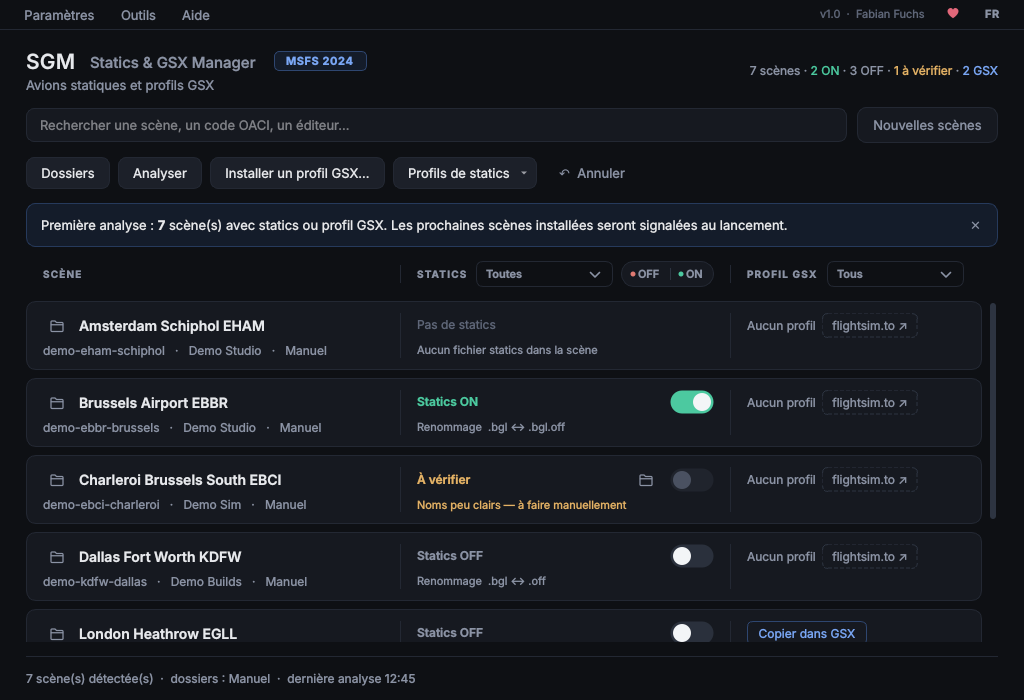 Paramètres Outils Aide v1.0 · Fabian Fuchs FR
SGM Statics & GSX Manager MSFS 2024
Avions statiques et profils GSX
7 scènes · 2 ON · 3 OFF · 1 à vérifier · 2 GSX
Rechercher une scène, un code OACI, un éditeur... Nouvelles scènes
Dossiers Analyser Installer un profil GSX... Profils de statics ↶ Annuler
Première analyse : 7 scène(s) avec statics ou profil GSX. Les prochaines scènes installées seront signalées au lancement. ×
SCÈNE STATICS Toutes OFF ON PROFIL GSX Tous
Amsterdam Schiphol EHAM Pas de statics Aucun profil flightsim.to ↗
demo-eham-schiphol · Demo Studio · Manuel Aucun fichier statics dans la scène
Brussels Airport EBBR Statics ON Aucun profil flightsim.to ↗
demo-ebbr-brussels · Demo Studio · Manuel Renommage .bgl ↔ .bgl.off
Charleroi Brussels South EBCI À vérifier Aucun profil flightsim.to ↗
demo-ebci-charleroi · Demo Sim · Manuel Noms peu clairs — à faire manuellement
Dallas Fort Worth KDFW Statics OFF Aucun profil flightsim.to ↗
demo-kdfw-dallas · Demo Builds · Manuel Renommage .bgl ↔ .off
London Heathrow EGLL Statics OFF Copier dans GSX
7 scène(s) détectée(s) · dossiers : Manuel · dernière analyse 12:45